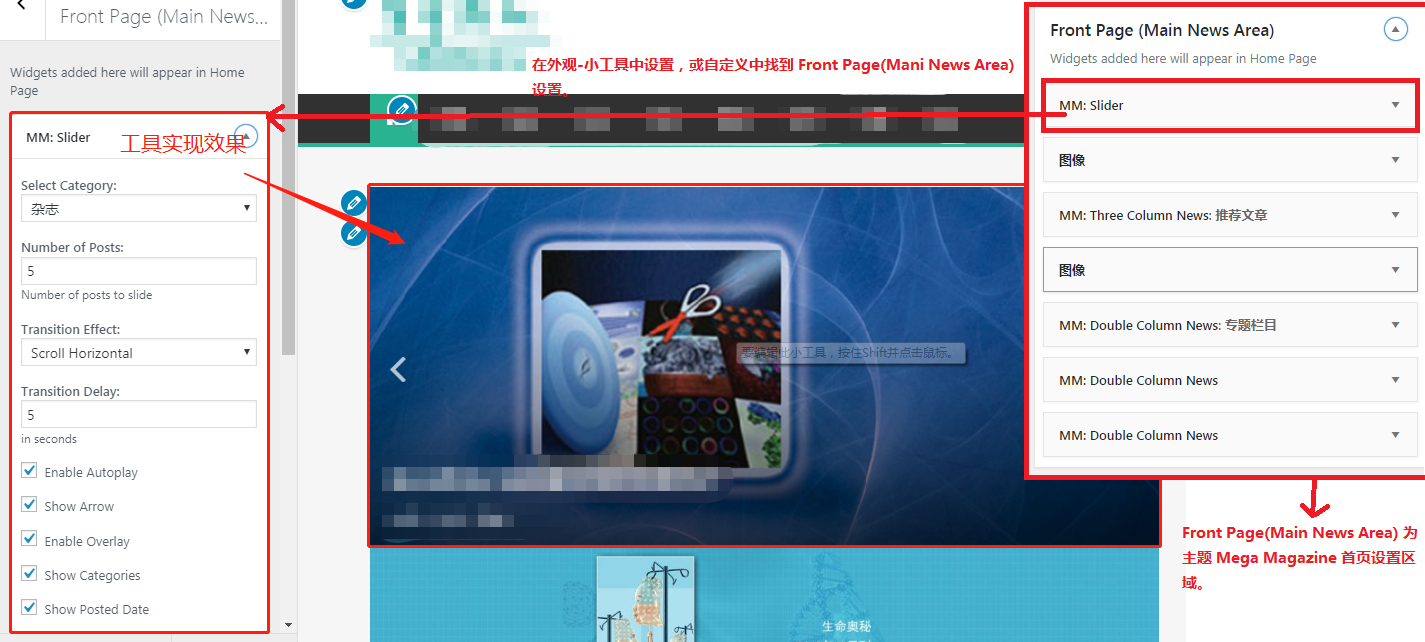 Front Page (Main News...
Widgets added here will appear in Home
Page
MM: Slider
工具实现效果
Select Category:
杂志
Number of Posts:
5
Number of posts to slide
Transition Effect:
Scroll Horizontal
Transition Delay:
5
in seconds
Enable Autoplay
Show Arrow
Enable Overlay
Show Categories
Show Posted Date
在外观-小工具中设置，或自定义中找到 Front Page(Mani News Area)
设置。
要编辑此小工具，按住Shift并点击鼠标。
生命奥秘
Front Page (Main News Area)
Widgets added here will appear in Home Page
MM: Slider
图像
MM: Three Column News: 推荐文章
图像
MM: Double Column News: 专题栏目
MM: Double Column News
MM: Double Column News
Front Page(Main News Area) 为
主题 Mega Magazine 首页设置区
域。